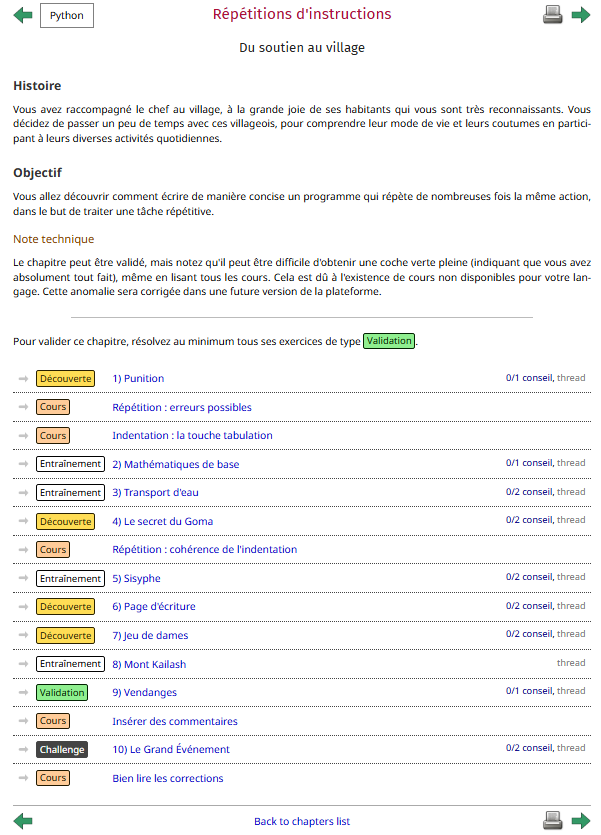 Python
Répétitions d'instructions
Du soutien au village
Histoire
Vous avez raccompagné le chef au village, à la grande joie de ses habitants qui vous sont très reconnaissants. Vous
décidez de passer un peu de temps avec ces villageois, pour comprendre leur mode de vie et leurs coutumes en partici-
pant à leurs diverses activités quotidiennes.
Objectif
Vous allez découvrir comment écrire de manière concise un programme qui répète de nombreuses fois la même action,
dans le but de traiter une tâche répétitive.
Note technique
Le chapitre peut être validé, mais notez qu'il peut être difficile d'obtenir une coche verte pleine (indiquant que vous avez
absolument tout fait), même en lisant tous les cours. Cela est dû à l'existence de cours non disponibles pour votre lan-
gage. Cette anomalie sera corrigée dans une future version de la plateforme.
Pour valider ce chapitre, résolvez au minimum tous ses exercices de type Validation.
Découverte 1) Punition 0/1 conseil, thread
Cours Répétition : erreurs possibles
Cours Indentation : la touche tabulation
Entraînement 2) Mathématiques de base 0/1 conseil, thread
Entraînement 3) Transport d'eau 0/2 conseil, thread
Découverte 4) Le secret du Goma 0/2 conseil, thread
Cours Répétition : cohérence de l'indentation
Entraînement 5) Sisyphe 0/2 conseil, thread
Découverte 6) Page d'écriture 0/2 conseil, thread
Découverte 7) Jeu de dames 0/2 conseil, thread
Entraînement 8) Mont Kailash thread
Validation 9) Vendanges 0/1 conseil, thread
Cours Insérer des commentaires
Challenge 10) Le Grand Événement 0/2 conseil, thread
Cours Bien lire les corrections
Back to chapters list